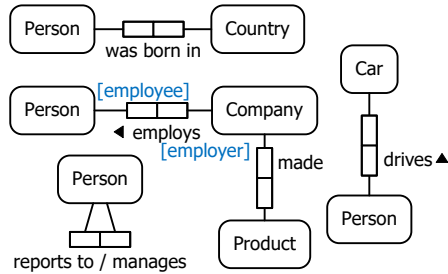 Person
Country
was born in
Car
[employee]
Person
Company
◄ employs
[employer]
made
drives ▲
Person
Person
Product
reports to / manages